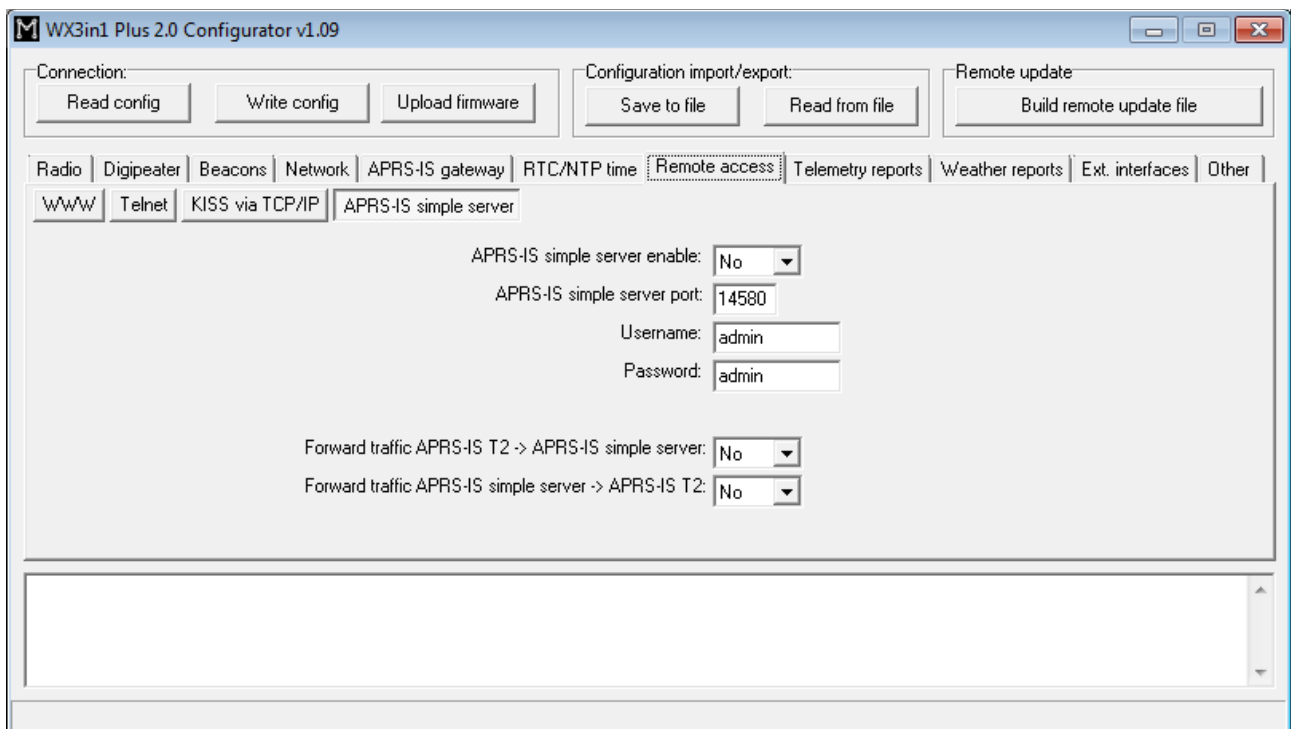 WX3in1 Plus 2.0 Configurator v1.09
Connection: Configuration import/export: Remote update
Read config Write config Upload firmware Save to file Read from file Build remote update file
Radio Digipeater Beacons Network APRS-IS gateway RTC/NTP time Remote access Telemetry reports Weather reports Ext. interfaces Other
WWW Telnet KISS via TCP/IP APRS-IS simple server
APRS-IS simple server enable: No
APRS-IS simple server port: 14580
Username: admin
Password: admin
Forward traffic APRS-IS T2 -> APRS-IS simple server: No
Forward traffic APRS-IS simple server -> APRS-IS T2: No